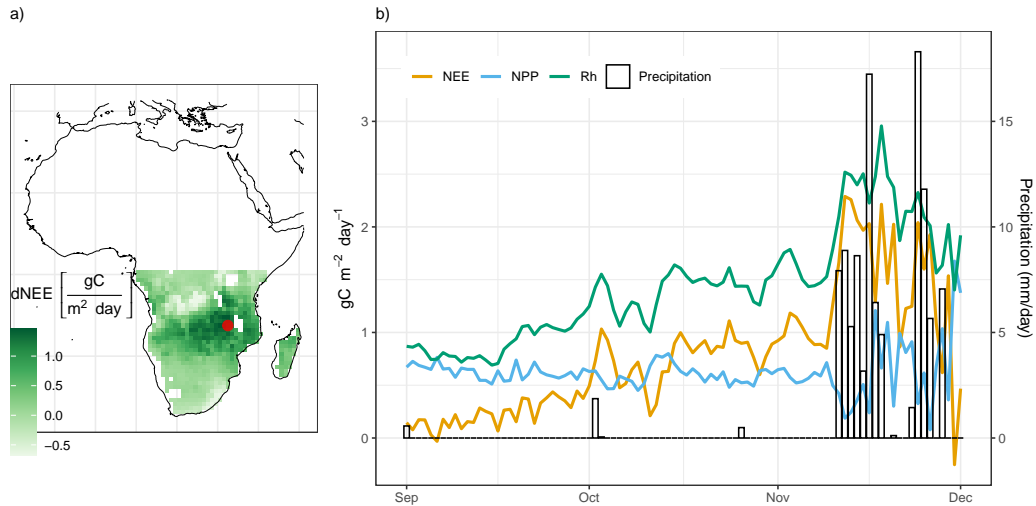 a)
dNEE [gC / m² day]
1.0
0.5
0.0
−0.5
b)
NEE NPP Rh Precipitation
gC m⁻² day⁻¹
3
2
1
0
Precipitation (mm/day)
15
10
5
0
Sep Oct Nov Dec